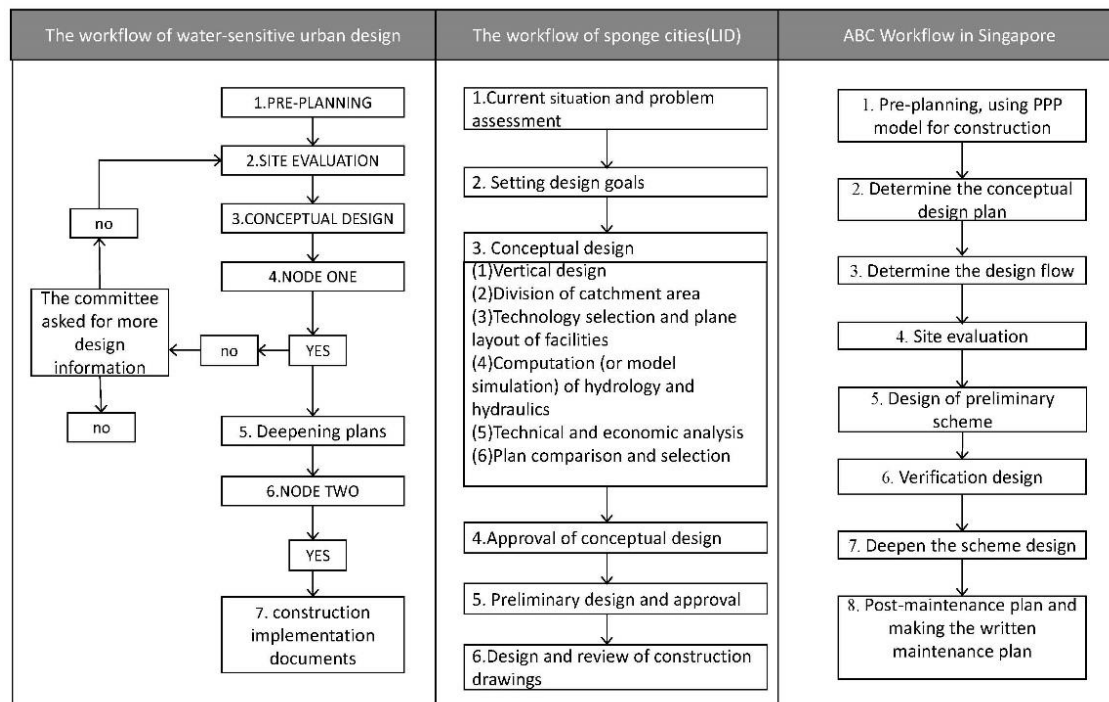 The workflow of water-sensitive urban design
1.PRE-PLANNING
2.SITE EVALUATION
no
3.CONCEPTUAL DESIGN
4.NODE ONE
The committee
asked for more
design
information
no
YES
no
5. Deepening plans
6.NODE TWO
YES
7. construction
implementation
documents
The workflow of sponge cities(LID)
1.Current situation and problem
assessment
2. Setting design goals
3. Conceptual design
(1)Vertical design
(2)Division of catchment area
(3)Technology selection and plane
layout of facilities
(4)Computation (or model
simulation) of hydrology and
hydraulics
(5)Technical and economic analysis
(6)Plan comparison and selection
4.Approval of conceptual design
5. Preliminary design and approval
6.Design and review of construction
drawings
ABC Workflow in Singapore
1. Pre-planning, using PPP
model for construction
2. Determine the conceptual
design plan
3. Determine the design flow
4. Site evaluation
5. Design of preliminary
scheme
6. Verification design
7. Deepen the scheme design
8. Post-maintenance plan and
making the written
maintenance plan